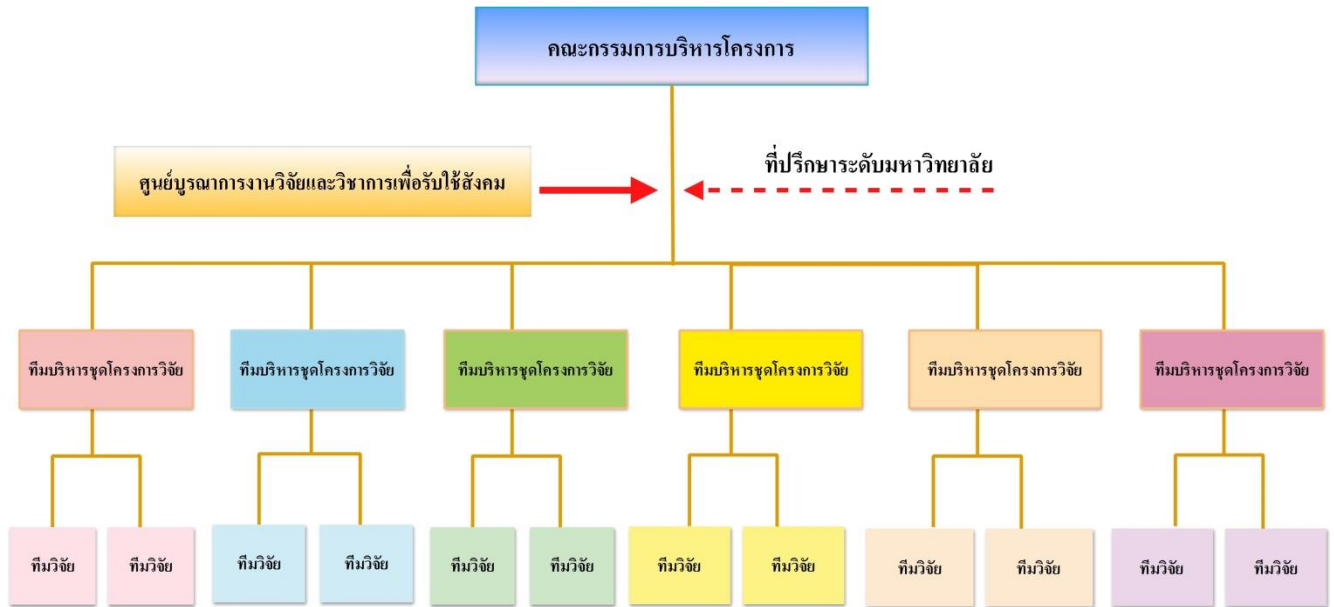 คณะกรรมการบริหารโครงการ
ศูนย์บูรณาการงานวิจัยและวิชาการเพื่อรับใช้สังคม
ที่ปรึกษาระดับมหาวิทยาลัย
ทีมบริหารชุดโครงการวิจัย
ทีมบริหารชุดโครงการวิจัย
ทีมบริหารชุดโครงการวิจัย
ทีมบริหารชุดโครงการวิจัย
ทีมบริหารชุดโครงการวิจัย
ทีมบริหารชุดโครงการวิจัย
ทีมวิจัย
ทีมวิจัย
ทีมวิจัย
ทีมวิจัย
ทีมวิจัย
ทีมวิจัย
ทีมวิจัย
ทีมวิจัย
ทีมวิจัย
ทีมวิจัย
ทีมวิจัย
ทีมวิจัย